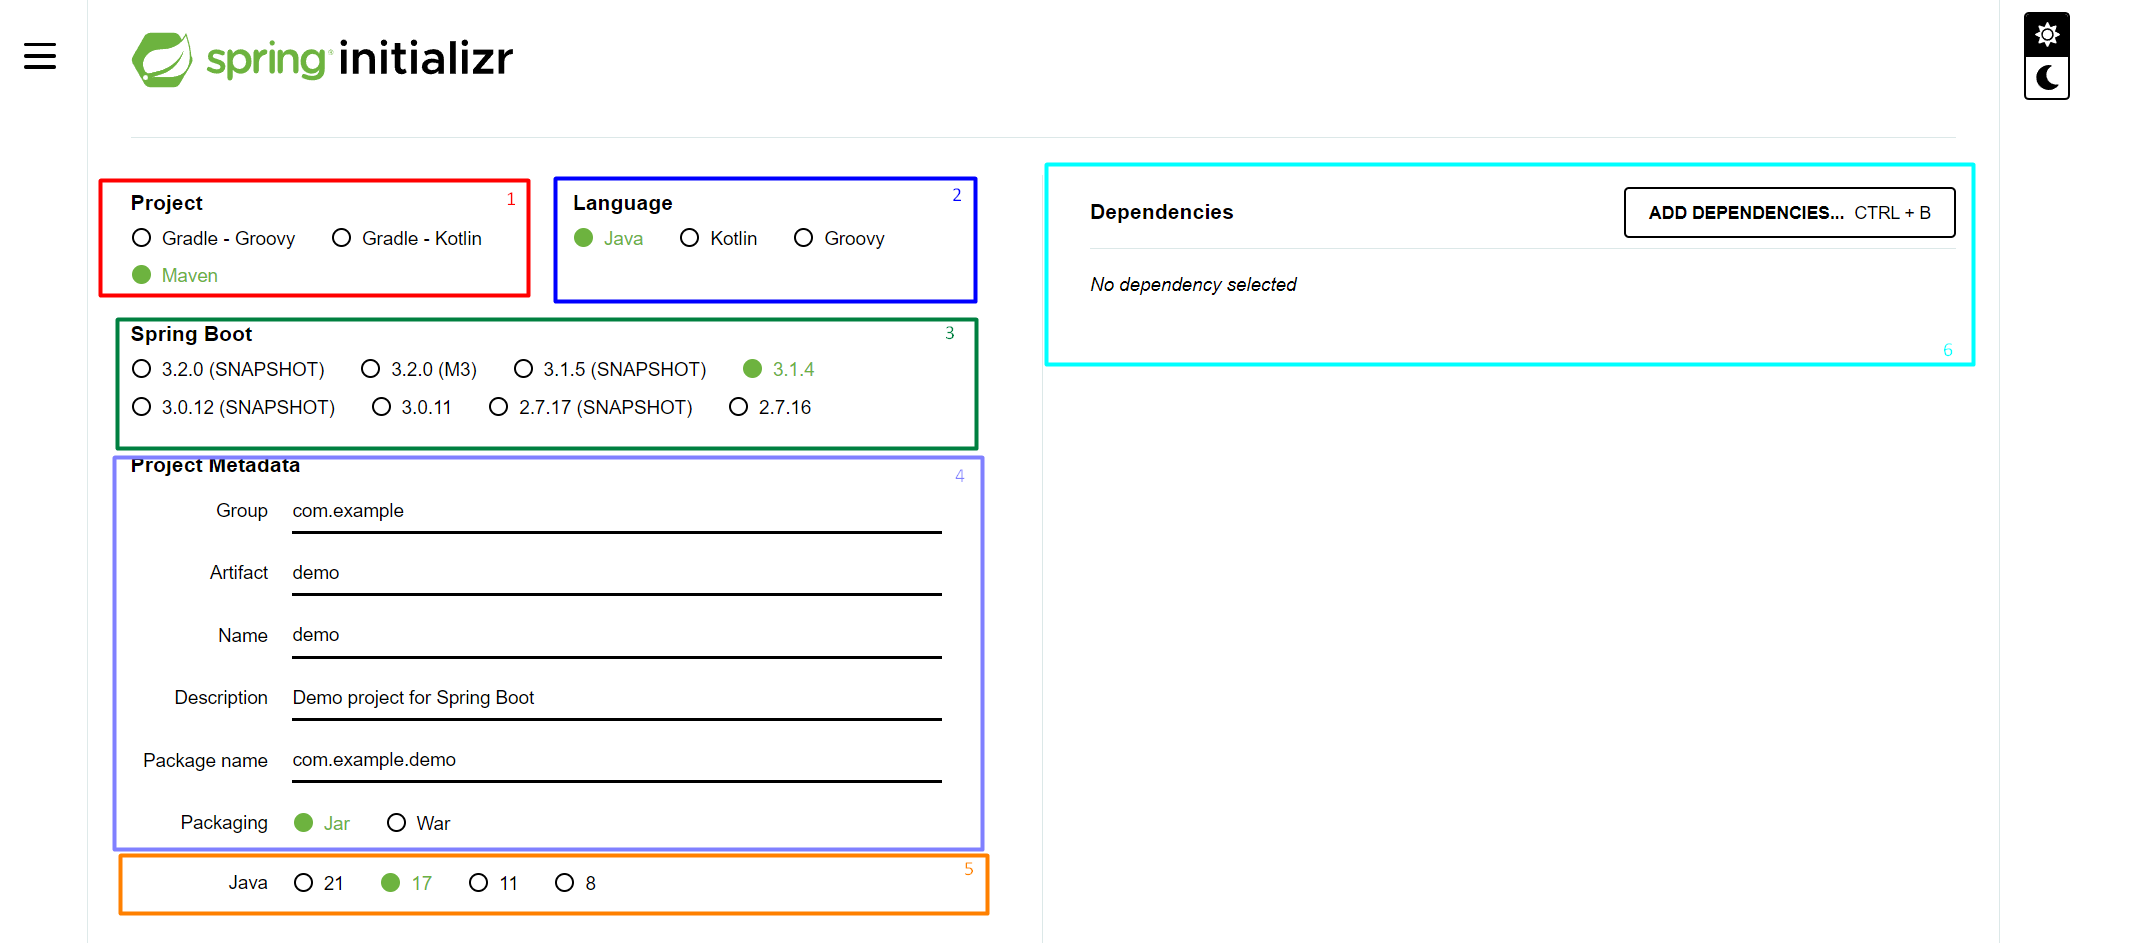 spring initializr
Project 1
Gradle - Groovy Gradle - Kotlin
Maven
Language 2
Java Kotlin Groovy
Spring Boot 3
3.2.0 (SNAPSHOT) 3.2.0 (M3) 3.1.5 (SNAPSHOT) 3.1.4
3.0.12 (SNAPSHOT) 3.0.11 2.7.17 (SNAPSHOT) 2.7.16
Project Metadata 4
Group com.example
Artifact demo
Name demo
Description Demo project for Spring Boot
Package name com.example.demo
Packaging Jar War
Java 21 17 11 8 5
Dependencies ADD DEPENDENCIES... CTRL + B
No dependency selected
6